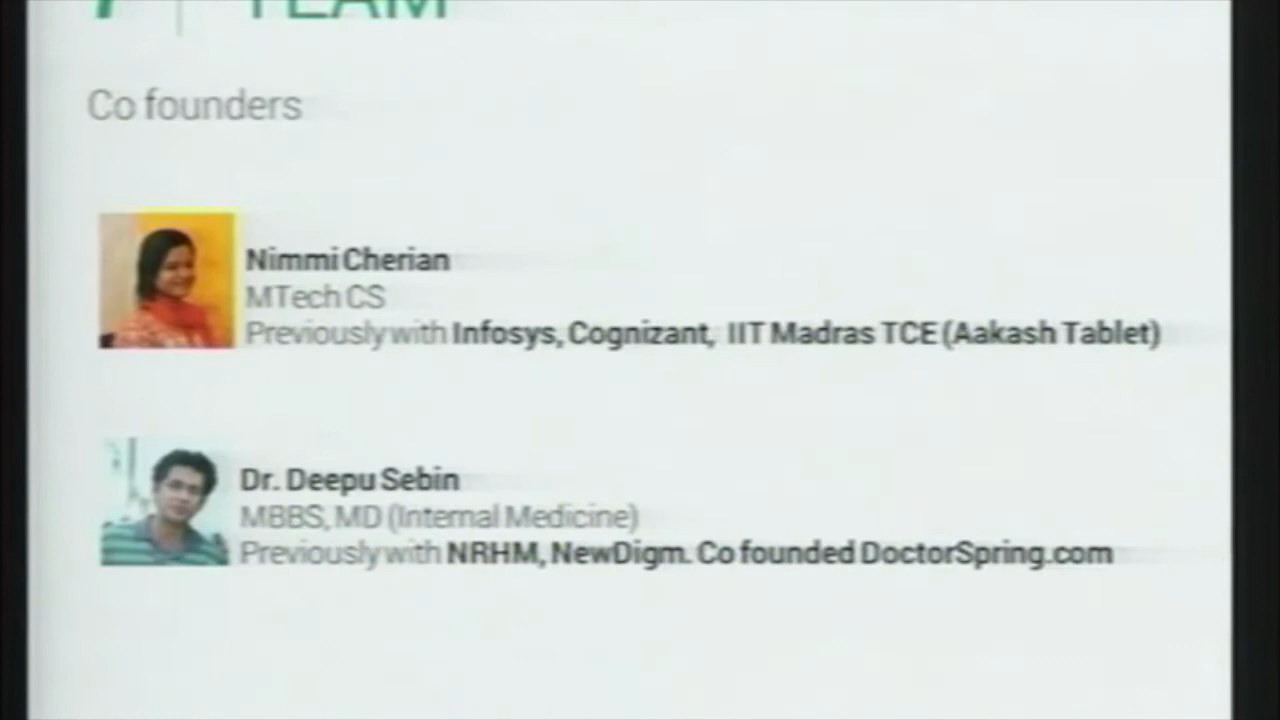 TEAM
Co founders
Nimmi Cherian
MTech CS
Previously with Infosys, Cognizant, IIT Madras TCE (Aakash Tablet)
Dr. Deepu Sebin
MBBS, MD (Internal Medicine)
Previously with NRHM, NewDigm. Co founded DoctorSpring.com